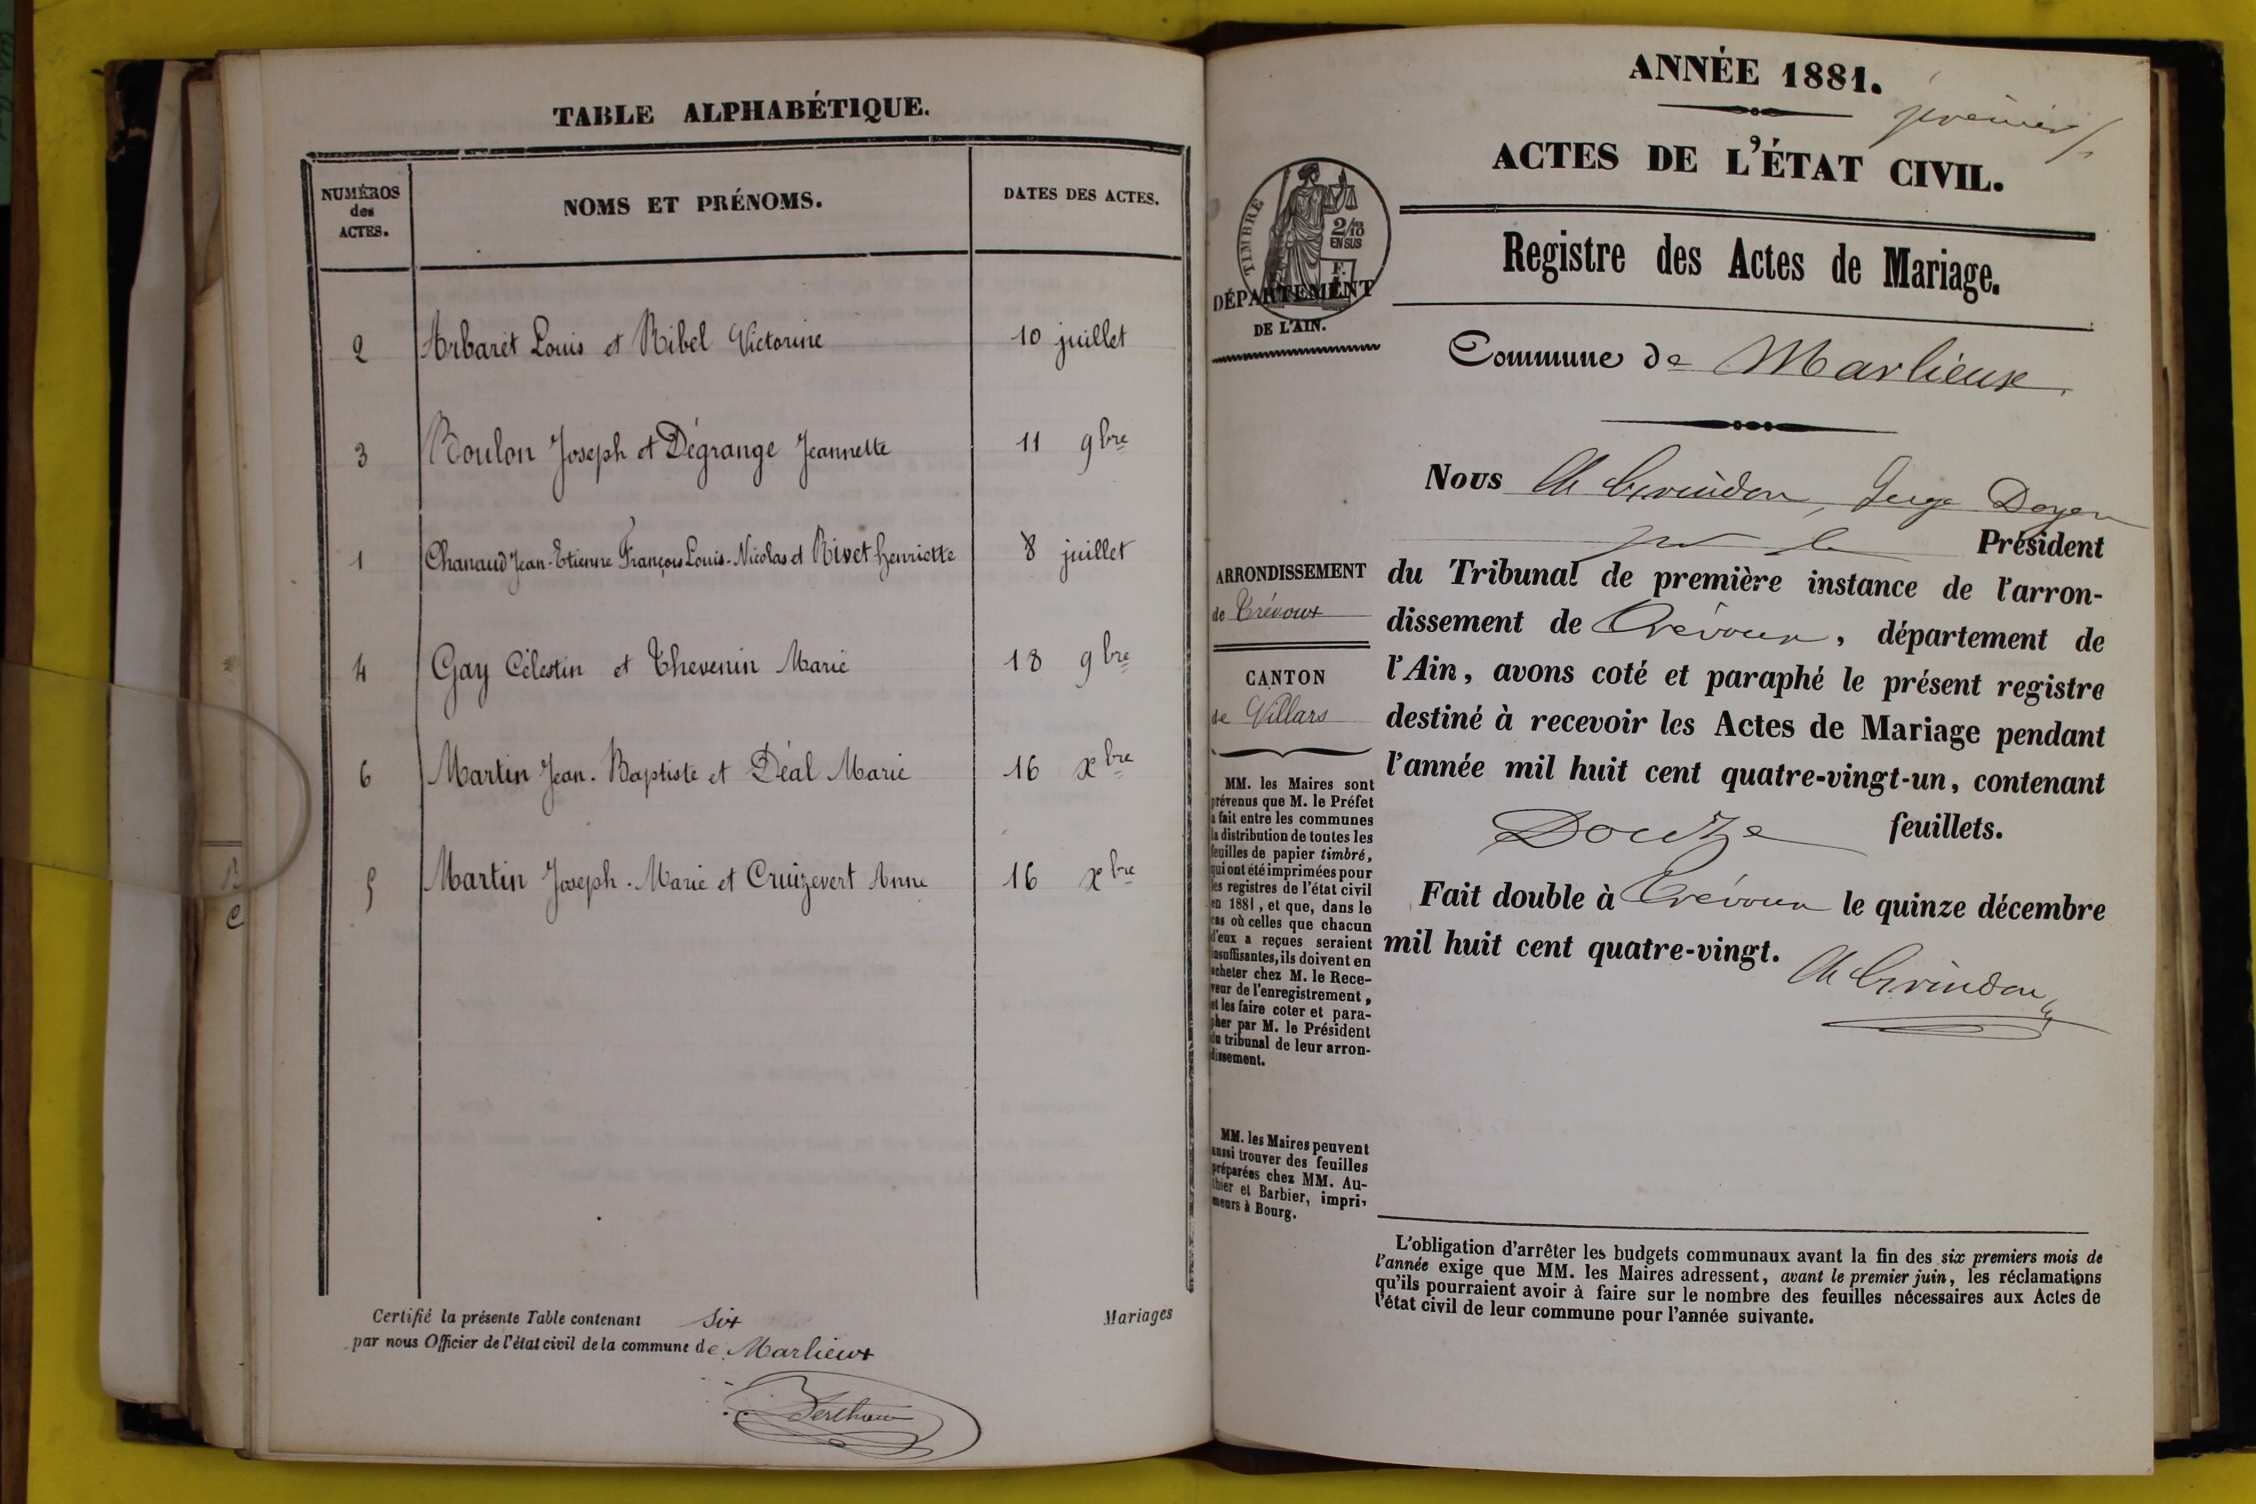 TABLE ALPHABÉTIQUE.
NUMÉROS
des
ACTES.
NOMS ET PRÉNOMS.
DATES DES ACTES.
2 Arbaret Louis et Ribel Victorine 10 juillet
3 Boulon Joseph et Dégrange Jeannette 11 9bre
1 Chanaud Jean-Etienne François Louis-Nicolas et Rivet henriette 8 juillet
4 Gay Célestin et Thevenin Marie 18 9bre
6 Martin Jean-Baptiste et Déal Marie 16 xbre
5 Martin Joseph-Marie et Cruizevert Anne 16 xbre
Certifié la présente Table contenant six Mariages
par nous Officier de l'état civil de la commune de Marlieux
B
C
ANNÉE 1881.
premier
ACTES DE L'ÉTAT CIVIL.
TIMBRE
2/10
EN SUS
F.
DÉPARTEMENT
DE L'AIN.
Registre des Actes de Mariage.
Commune de Marlieux
Nous Juge Doyen
Président
du Tribunal de première instance de l'arron-
dissement de Trévoux, département de
l'Ain, avons coté et paraphé le présent registre
destiné à recevoir les Actes de Mariage pendant
l'année mil huit cent quatre-vingt-un, contenant
Douze feuillets.
Fait double à Trévoux le quinze décembre
mil huit cent quatre-vingt.
ARRONDISSEMENT
de Trévoux
CANTON
de Villars
MM. les Maires sont
prévenus que M. le Préfet
a fait entre les communes
la distribution de toutes les
feuilles de papier timbré,
qui ont été imprimées pour
les registres de l'état civil
en 1881, et que, dans le
cas où celles que chacun
d'eux a reçues seraient
insuffisantes, ils doivent en
acheter chez M. le Rece-
veur de l'enregistrement,
et les faire coter et para-
pher par M. le Président
du tribunal de leur arron-
dissement.
MM. les Maires peuvent
aussi trouver des feuilles
préparées chez MM. Au-
thier et Barbier, impri-
meurs à Bourg.
L'obligation d'arrêter les budgets communaux avant la fin des six premiers mois de
l'année exige que MM. les Maires adressent, avant le premier juin, les réclamations
qu'ils pourraient avoir à faire sur le nombre des feuilles nécessaires aux Actes de
l'état civil de leur commune pour l'année suivante.